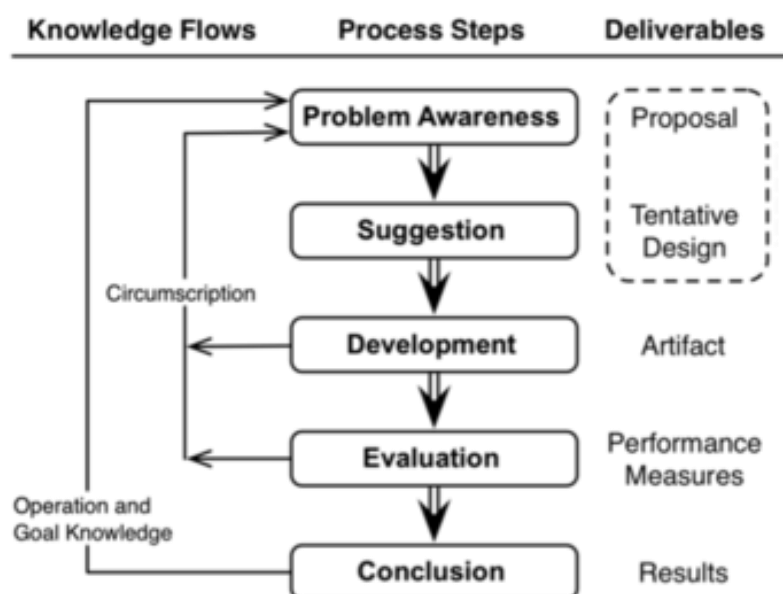 Knowledge Flows Process Steps Deliverables
Problem Awareness Proposal
Suggestion Tentative
Design
Circumscription
Development Artifact
Evaluation Performance
Measures
Operation and
Goal Knowledge
Conclusion Results